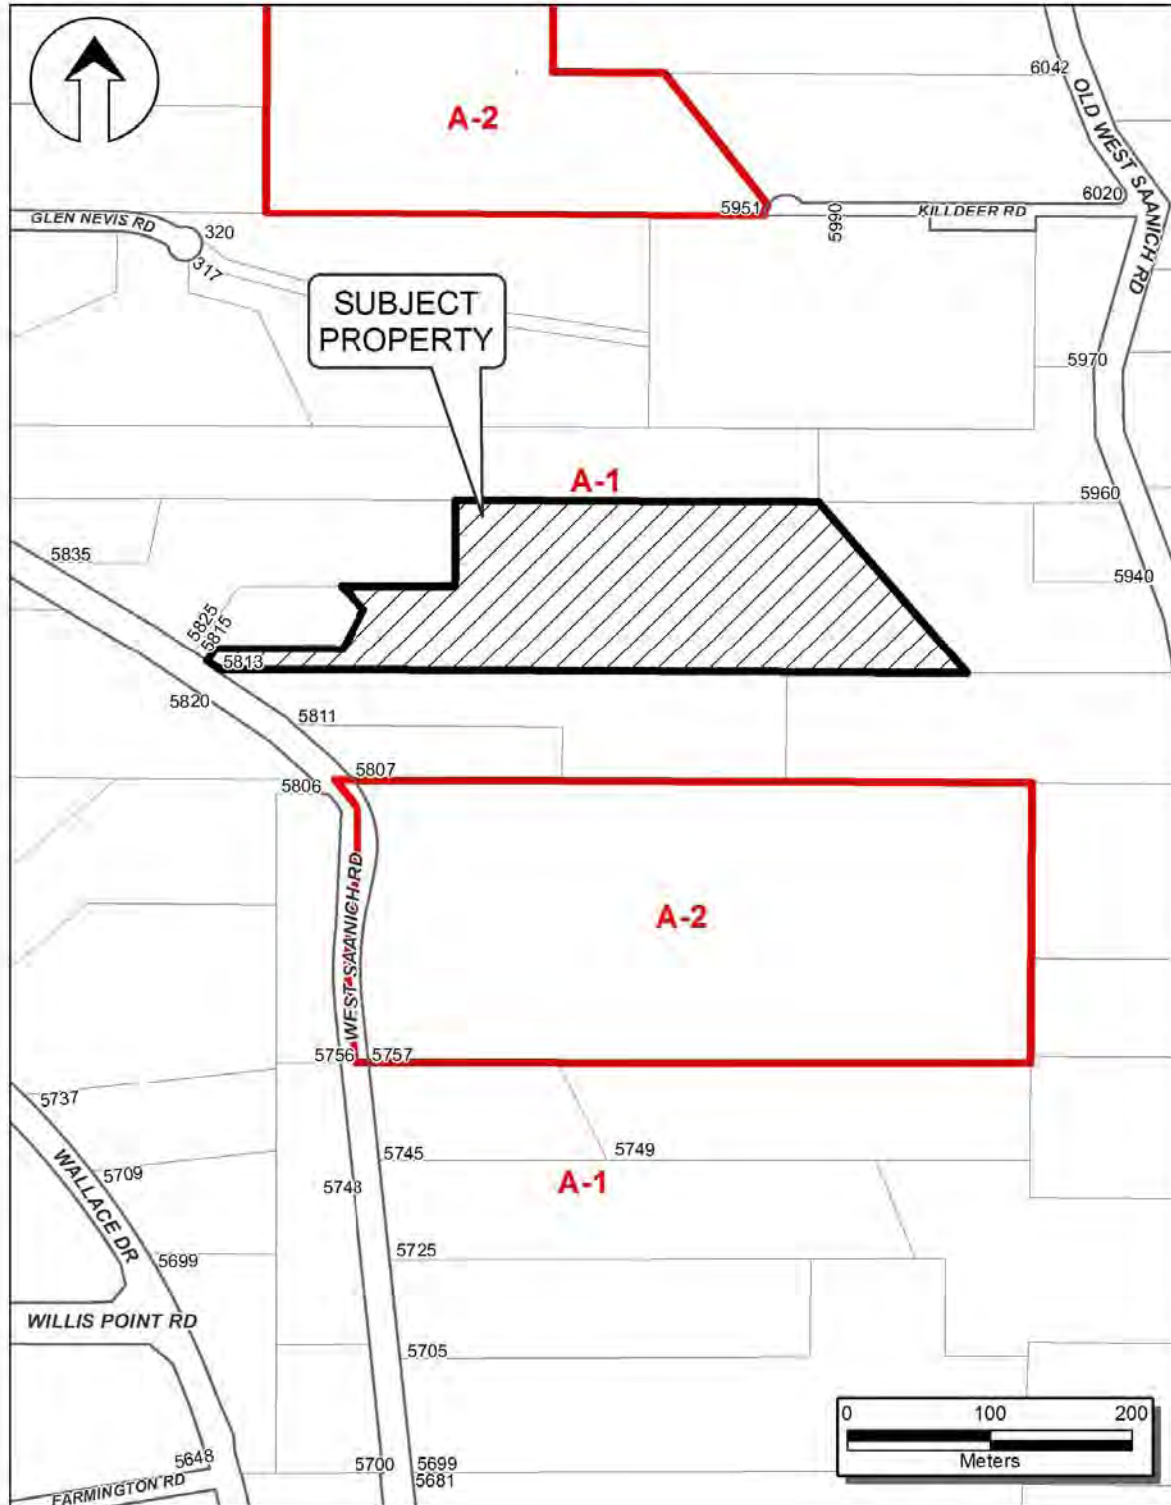 6042
OLD WEST SAANICH RD
A-2
6020
5951
5990
KILLDEER RD
GLEN NEVIS RD
320
317
SUBJECT
PROPERTY
5970
A-1
5960
5835
5940
5825
5815
5813
5820
5811
5807
5806
WEST SAANICH RD
A-2
5756
5757
5737
5745
5749
5709
WALLACE DR
5748
A-1
5725
5699
WILLIS POINT RD
5705
0 100 200
Meters
5648
5700
5699
5681
FARMINGTON RD